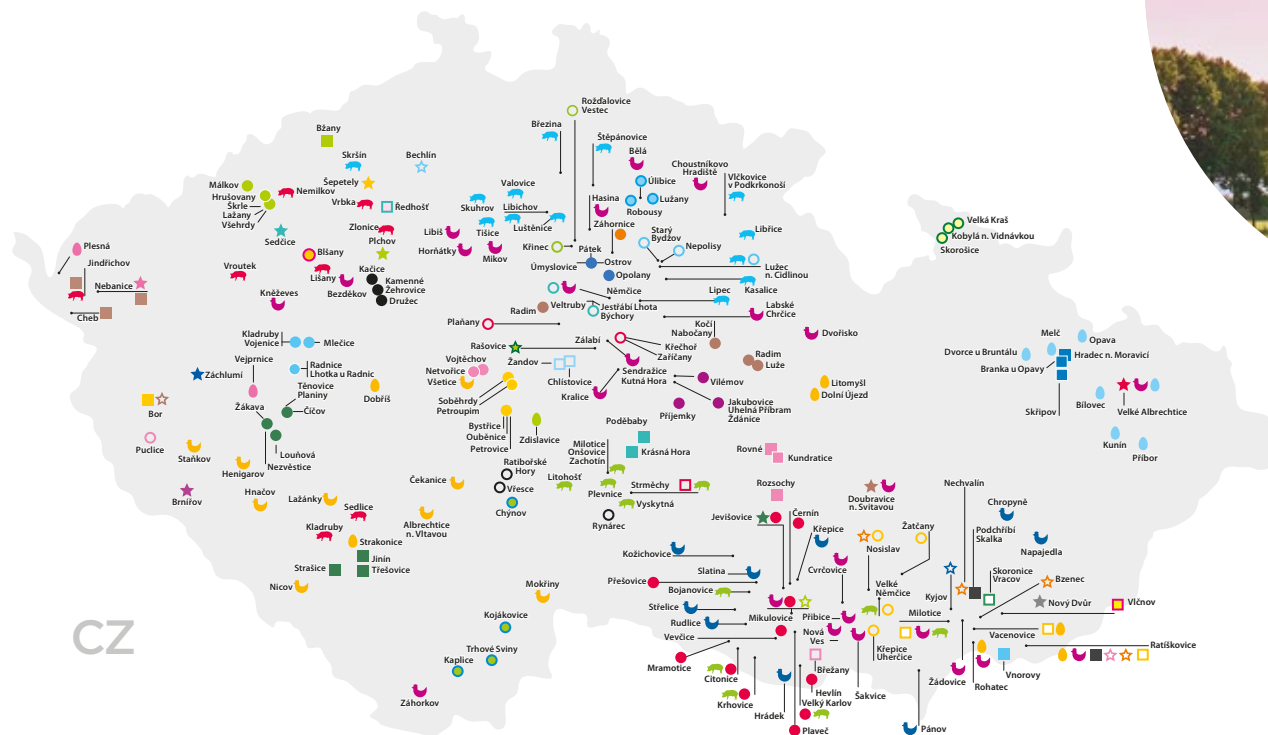 Rožďalovice
Vestec
Březina
Štěpánovice
Bžany
Bělá
Skršín
Bechlín
Choustníkovo
Hradiště
Vlčkovice
v Podkrkonoší
Úlibice
Málkov
Šepetely
Nemilkov
Valovice
Hrušovany
Škrle
Lažany
Všehrdy
Vrbka
Ředhošť
Skuhrov
Libichov
Luštěnice
Hasina
Lužany
Robousy
Velká Kraš
Kobylá n. Vidnávkou
Skorošice
Sedčice
Zlonice
Plchov
Libiš
Tišice
Záhornice
Starý
Bydžov
Nepolisy
Libřice
Plesná
Blšany
Horňátky
Mikov
Křinec
Pátek
Jindřichov
Vroutek
Lišany
Kačice
Úmyslovice
Ostrov
Opolany
Lužec
n. Cidlinou
Nebanice
Bezděkov
Kamenné
Žehrovice
Družec
Němčice
Lipec
Kasalice
Kněževes
Cheb
Radim
Veltruby
Jestřábí Lhota
Býchory
Labské
Chrčice
Plaňany
Kočí
Nabočany
Dvořisko
Melč
Opava
Kladruby
Vojenice
Mlečice
Rašovice
Zálabí
Křečhoř
Zaříčany
Radim
Luže
Dvorce u Bruntálu
Hradec n. Moravicí
Branka u Opavy
Vejprnice
Radnice
Lhotka u Radnic
Vojtěchov
Netvořice
Všetice
Žandov
Chlístovice
Sendražice
Kutná Hora
Záchlumí
Těnovice
Planiny
Dobříš
Kralice
Vilémov
Litomyšl
Dolní Újezd
Bílovec
Velké Albrechtice
Bor
Žákava
Číčov
Soběhrdy
Petroupim
Příjemky
Jakubovice
Uhelná Příbram
Ždánice
Skřipov
Bystřice
Ouběnice
Petrovice
Zdislavice
Poděbaby
Puclice
Staňkov
Louňová
Nezvěstice
Milotice
Onšovice
Zachotín
Krásná Hora
Rovné
Kundratice
Kunín
Příbor
Henigarov
Ratibořské
Hory
Litohošť
Strměchy
Rozsochy
Nechvalín
Brnířov
Hnačov
Lažánky
Čekanice
Vřesce
Plevnice
Vyskytná
Doubravice
n. Svitavou
Chropyně
Sedlice
Albrechtice
n. Vltavou
Chýnov
Rynárec
Jevišovice
Černín
Kladruby
Křepice
Žatčany
Podchříbí
Skalka
Napajedla
Strakonice
Kožichovice
Nosislav
Jinín
Třešovice
Strašice
Slatina
Cvrčovice
Skoronice
Vracov
Bzenec
Nicov
Mokřiny
Přešovice
Bojanovice
Velké
Němčice
Kyjov
Nový Dvůr
Vlčnov
Střelice
Mikulovice
Přibice
Milotice
Kojákovice
Rudlice
Nová
Ves
Vacenovice
CZ
Vevčice
Křepice
Uherčice
Ratíškovice
Trhové Sviny
Mramotice
Břežany
Kaplice
Citonice
Žádovice
Rohatec
Vnorovy
Záhorkov
Krhovice
Hrádek
Hevlín
Velký Karlov
Šakvice
Plaveč
Pánov